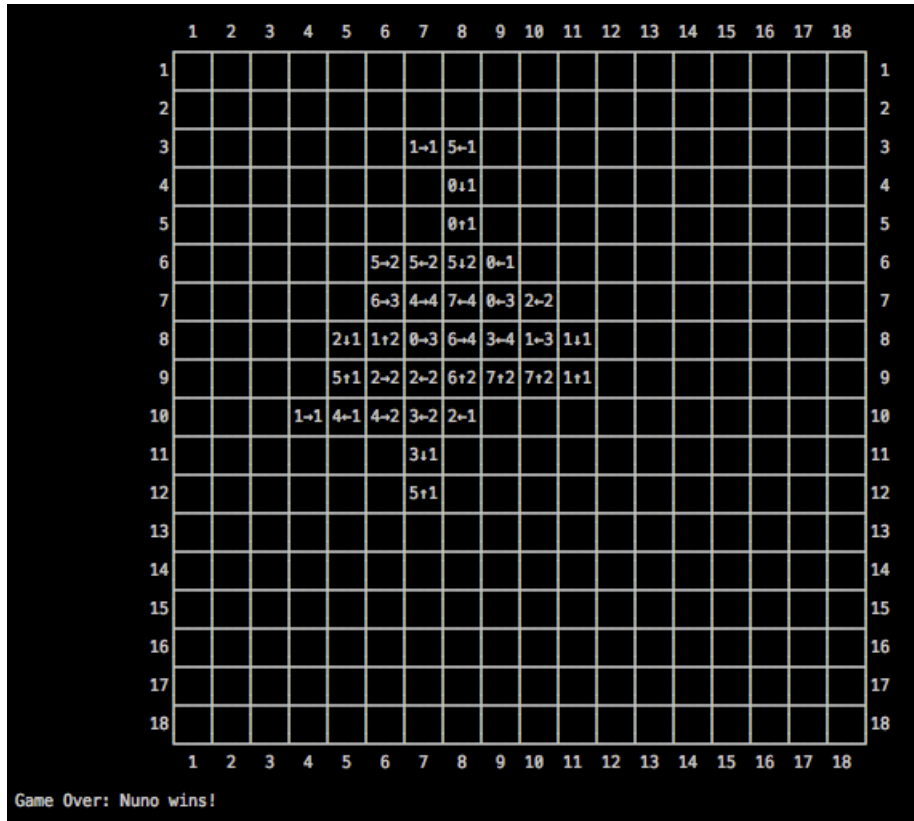 1 2 3 4 5 6 7 8 9 10 11 12 13 14 15 16 17 18
1 1
2 2
3 1→1 5←1 3
4 0↓1 4
5 0↑1 5
6 5→2 5←2 5↓2 0←1 6
7 6→3 4→4 7←4 0←3 2←2 7
8 2↓1 1↑2 0→3 6→4 3←4 1←3 1↓1 8
9 5↑1 2→2 2←2 6↑2 7↑2 7↑2 1↑1 9
10 1→1 4←1 4→2 3←2 2←1 10
11 3↓1 11
12 5↑1 12
13 13
14 14
15 15
16 16
17 17
18 18
1 2 3 4 5 6 7 8 9 10 11 12 13 14 15 16 17 18
Game Over: Nuno wins!